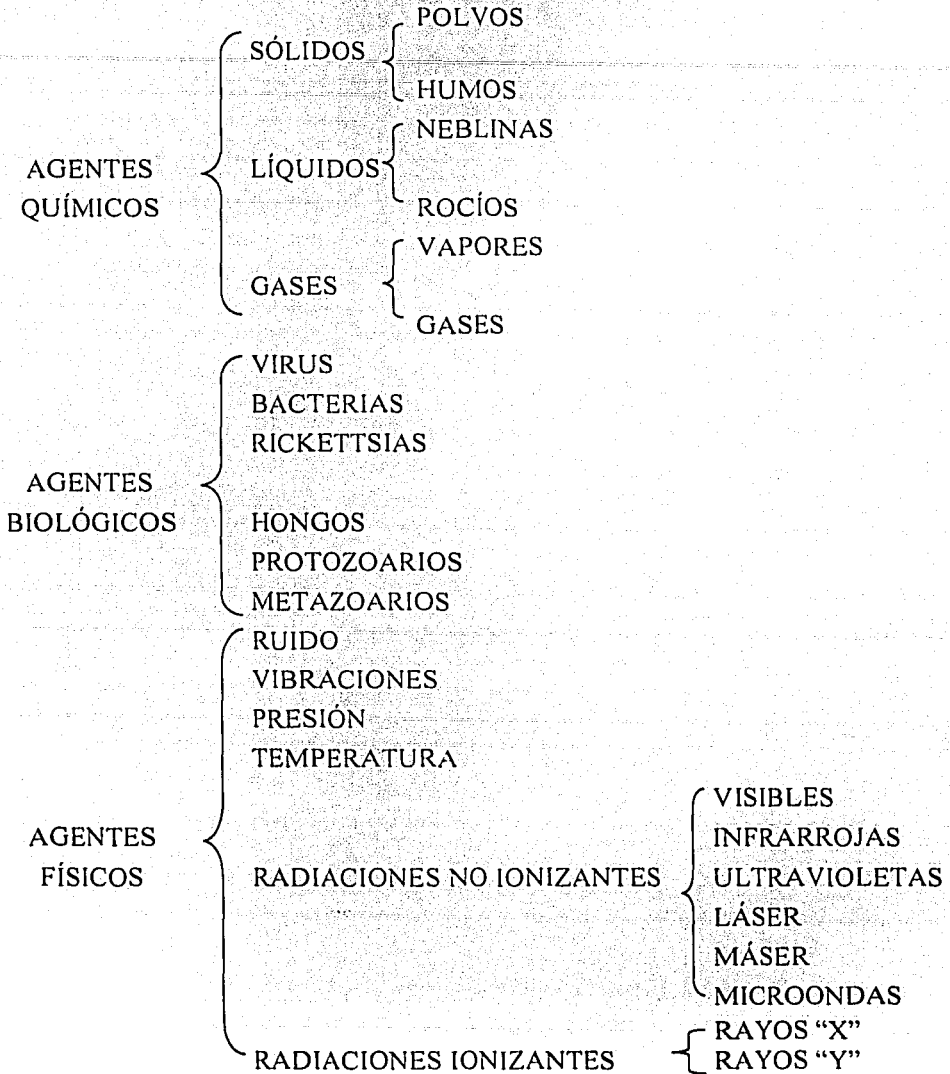 AGENTES
QUÍMICOS
SÓLIDOS
POLVOS
HUMOS
LÍQUIDOS
NEBLINAS
ROCÍOS
GASES
VAPORES
GASES
AGENTES
BIOLÓGICOS
VIRUS
BACTERIAS
RICKETTSIAS
HONGOS
PROTOZOARIOS
METAZOARIOS
AGENTES
FÍSICOS
RUIDO
VIBRACIONES
PRESIÓN
TEMPERATURA
RADIACIONES NO IONIZANTES
VISIBLES
INFRARROJAS
ULTRAVIOLETAS
LÁSER
MÁSER
MICROONDAS
RADIACIONES IONIZANTES
RAYOS “X”
RAYOS “Y”